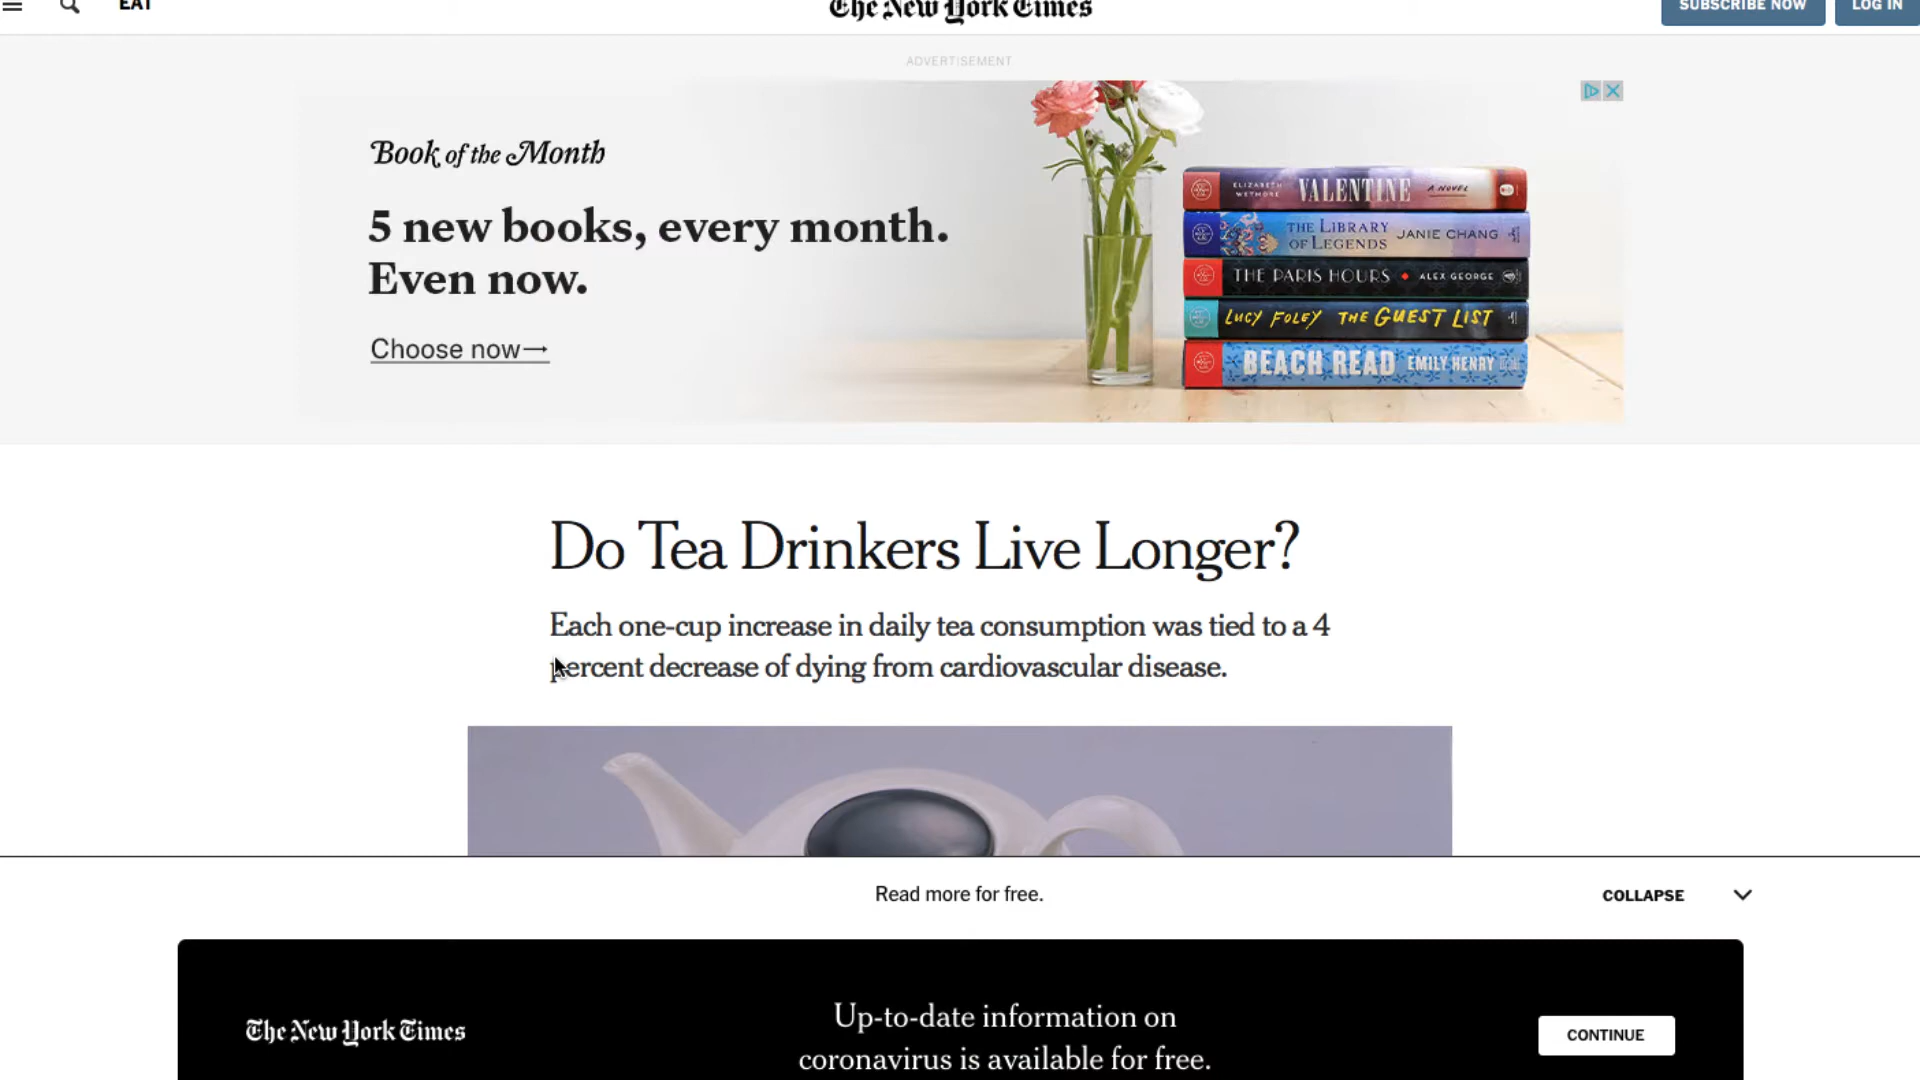 EAT
The New York Times
SUBSCRIBE NOW
LOG IN
ADVERTISEMENT
Book of the Month
5 new books, every month.
Even now.
Choose now→
ELIZABETH WETMORE VALENTINE A NOVEL
THE LIBRARY OF LEGENDS JANIE CHANG
THE PARIS HOURS ALEX GEORGE
LUCY FOLEY THE GUEST LIST
BEACH READ EMILY HENRY
Do Tea Drinkers Live Longer?
Each one-cup increase in daily tea consumption was tied to a 4
percent decrease of dying from cardiovascular disease.
Read more for free.
COLLAPSE
The New York Times
Up-to-date information on
coronavirus is available for free.
CONTINUE